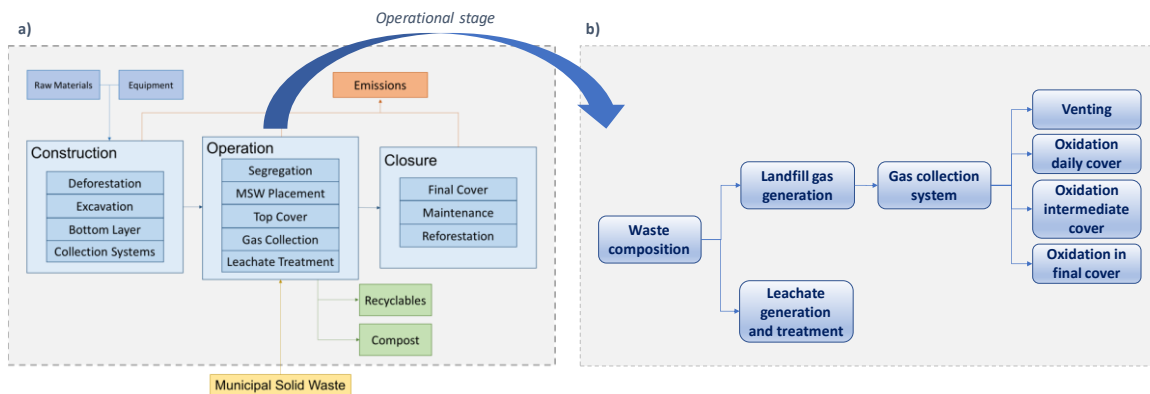 Operational stage
a)
Raw Materials
Equipment
Emissions
Construction
Deforestation
Excavation
Bottom Layer
Collection Systems
Operation
Segregation
MSW Placement
Top Cover
Gas Collection
Leachate Treatment
Closure
Final Cover
Maintenance
Reforestation
Recyclables
Compost
Municipal Solid Waste
b)
Waste
composition
Landfill gas
generation
Gas collection
system
Leachate
generation
and treatment
Venting
Oxidation
daily cover
Oxidation
intermediate
cover
Oxidation in
final cover